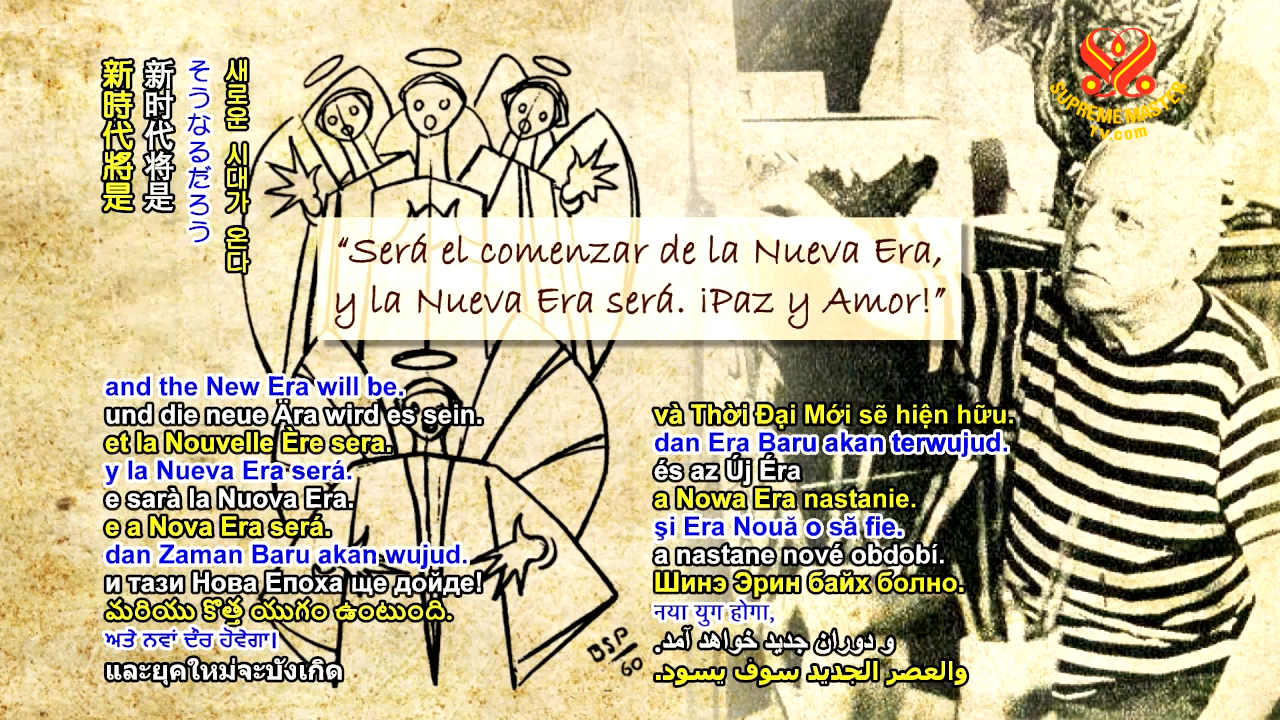 新時代將是
新时代将是
そうなるだろう
새로운 시대가 온다
SUPREME MASTER
TV.com
“Será el comenzar de la Nueva Era,
y la Nueva Era será. ¡Paz y Amor!”
and the New Era will be.
und die neue Ära wird es sein.
et la Nouvelle Ère sera.
y la Nueva Era será.
e sarà la Nuova Era.
e a Nova Era será.
dan Zaman Baru akan wujud.
и тази Нова Епоха ще дойде!
మరియు కొత్త యుగం ఉంటుంది.
ਅਤੇ ਨਵਾਂ ਦੌਰ ਹੋਵੇਗਾ।
และยุคใหม่จะบังเกิด
BSP
60
và Thời Đại Mới sẽ hiện hữu.
dan Era Baru akan terwujud.
és az Új Éra
a Nowa Era nastanie.
şi Era Nouă o să fie.
a nastane nové období.
Шинэ Эрин байх болно.
नया युग होगा,
و دوران جدید خواهد آمد.
والعصر الجديد سوف يسود.